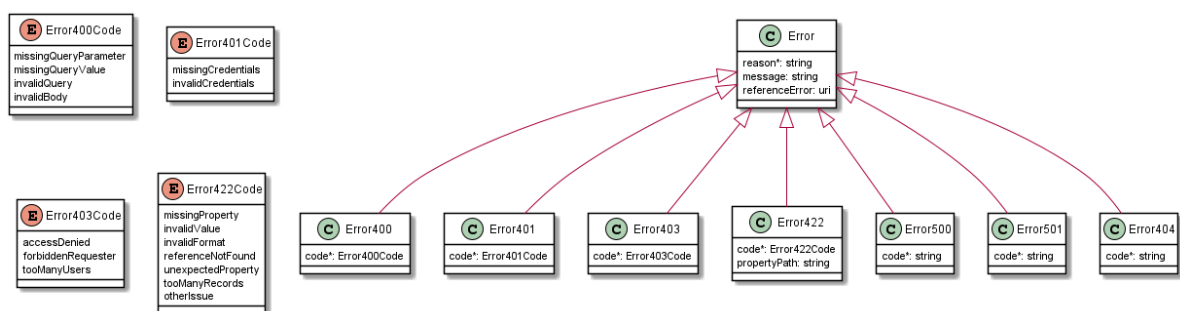 E Error400Code
missingQueryParameter
missingQueryValue
invalidQuery
invalidBody
E Error401Code
missingCredentials
invalidCredentials
C Error
reason*: string
message: string
referenceError: uri
E Error403Code
accessDenied
forbiddenRequester
tooManyUsers
E Error422Code
missingProperty
invalidValue
invalidFormat
referenceNotFound
unexpectedProperty
tooManyRecords
otherIssue
C Error400
code*: Error400Code
C Error401
code*: Error401Code
C Error403
code*: Error403Code
C Error422
code*: Error422Code
propertyPath: string
C Error500
code*: string
C Error501
code*: string
C Error404
code*: string